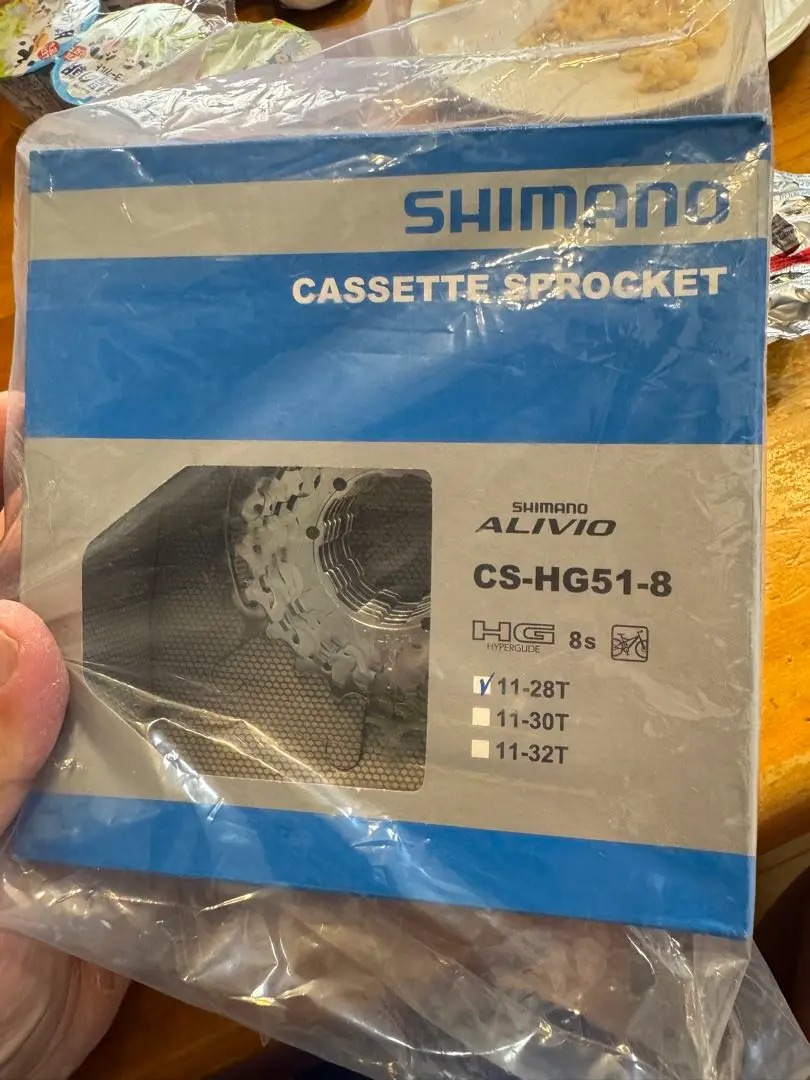 SHIMANO
CASSETTE SPROCKET
SHIMANO
ALIVIO
CS-HG51-8
HG
HYPERGLIDE
8s
11-28T
11-30T
11-32T